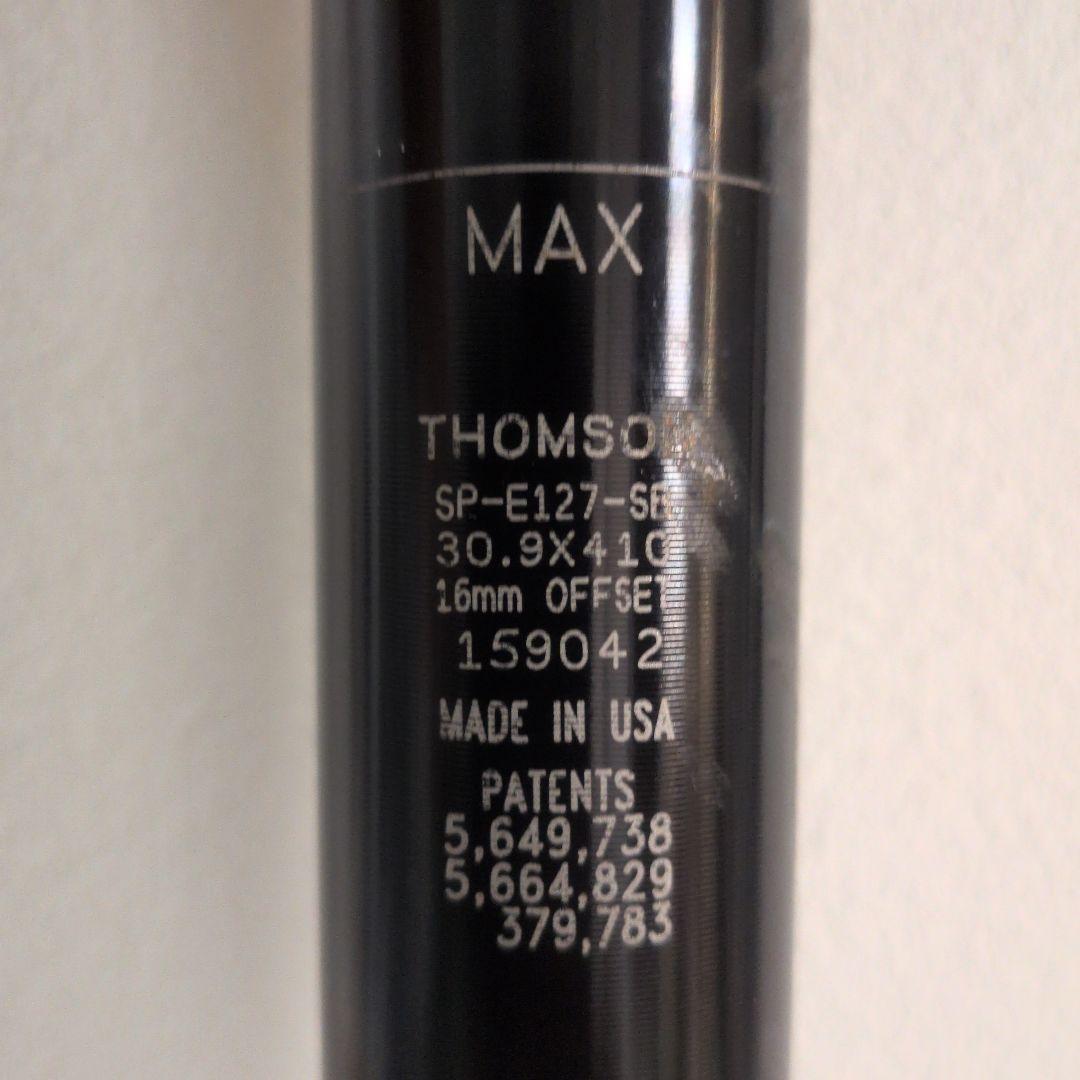 MAX
THOMSON
SP-E127-SB
30.9X410
16mm OFFSET
159042
MADE IN USA
PATENTS
5,649,738
5,664,829
379,783